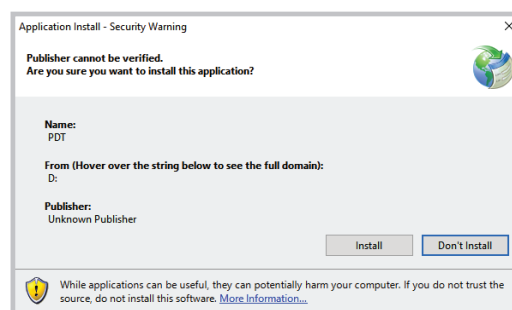 Application Install - Security Warning
Publisher cannot be verified.
Are you sure you want to install this application?
Name:
PDT
From (Hover over the string below to see the full domain):
D:
Publisher:
Unknown Publisher
Install
Don't Install
While applications can be useful, they can potentially harm your computer. If you do not trust the
source, do not install this software. More Information...